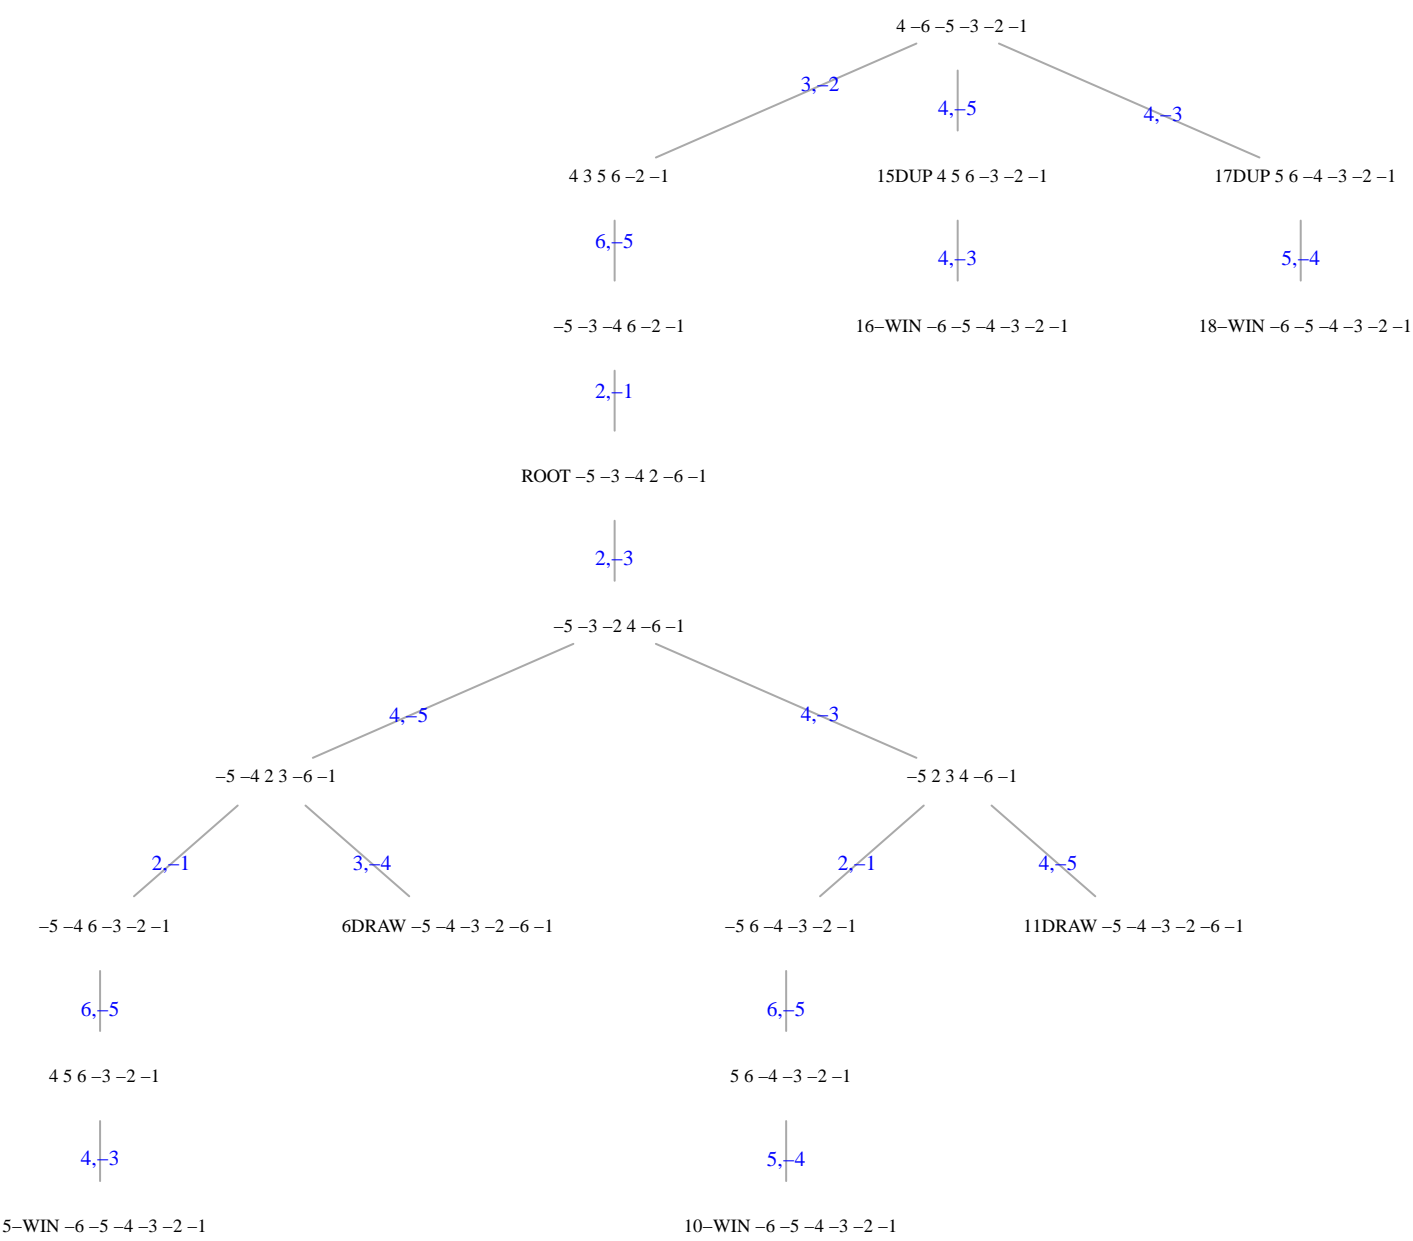 4 –6 –5 –3 –2 –1
3,–2
4,–5
4,–3
4 3 5 6 –2 –1
15DUP 4 5 6 –3 –2 –1
17DUP 5 6 –4 –3 –2 –1
6,–5
4,–3
5,–4
–5 –3 –4 6 –2 –1
16–WIN –6 –5 –4 –3 –2 –1
18–WIN –6 –5 –4 –3 –2 –1
2,–1
ROOT –5 –3 –4 2 –6 –1
2,–3
–5 –3 –2 4 –6 –1
4,–5
4,–3
–5 –4 2 3 –6 –1
–5 2 3 4 –6 –1
2,–1
3,–4
2,–1
4,–5
–5 –4 6 –3 –2 –1
6DRAW –5 –4 –3 –2 –6 –1
–5 6 –4 –3 –2 –1
11DRAW –5 –4 –3 –2 –6 –1
6,–5
6,–5
4 5 6 –3 –2 –1
5 6 –4 –3 –2 –1
4,–3
5,–4
5–WIN –6 –5 –4 –3 –2 –1
10–WIN –6 –5 –4 –3 –2 –1